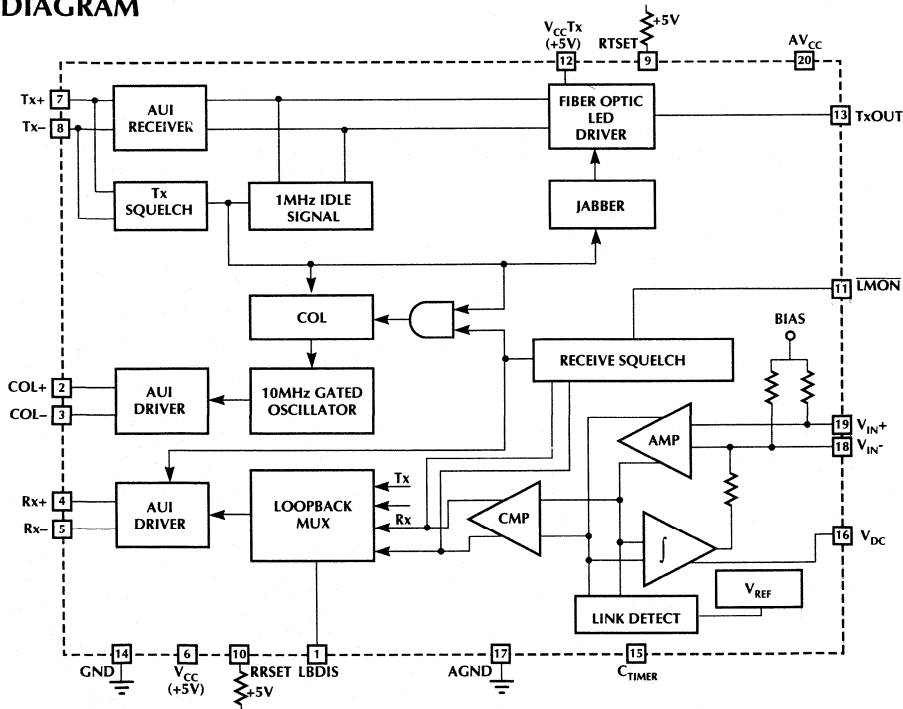 DIAGRAM
+5V
VCCTx
(+5V)
RTSET
AVCC
12
9
20
Tx+
7
Tx–
8
AUI
RECEIVER
FIBER OPTIC
LED
DRIVER
13
TxOUT
Tx
SQUELCH
1MHz IDLE
SIGNAL
JABBER
11
LMON
COL
BIAS
RECEIVE SQUELCH
COL+
2
COL–
3
AUI
DRIVER
10MHz GATED
OSCILLATOR
AMP
19
VIN+
18
VIN-
Rx+
4
Rx–
5
AUI
DRIVER
LOOPBACK
MUX
Tx
Rx
CMP
∫
16
VDC
VREF
LINK DETECT
14
6
10
1
17
15
GND
VCC
(+5V)
RRSET
LBDIS
AGND
CTIMER
+5V